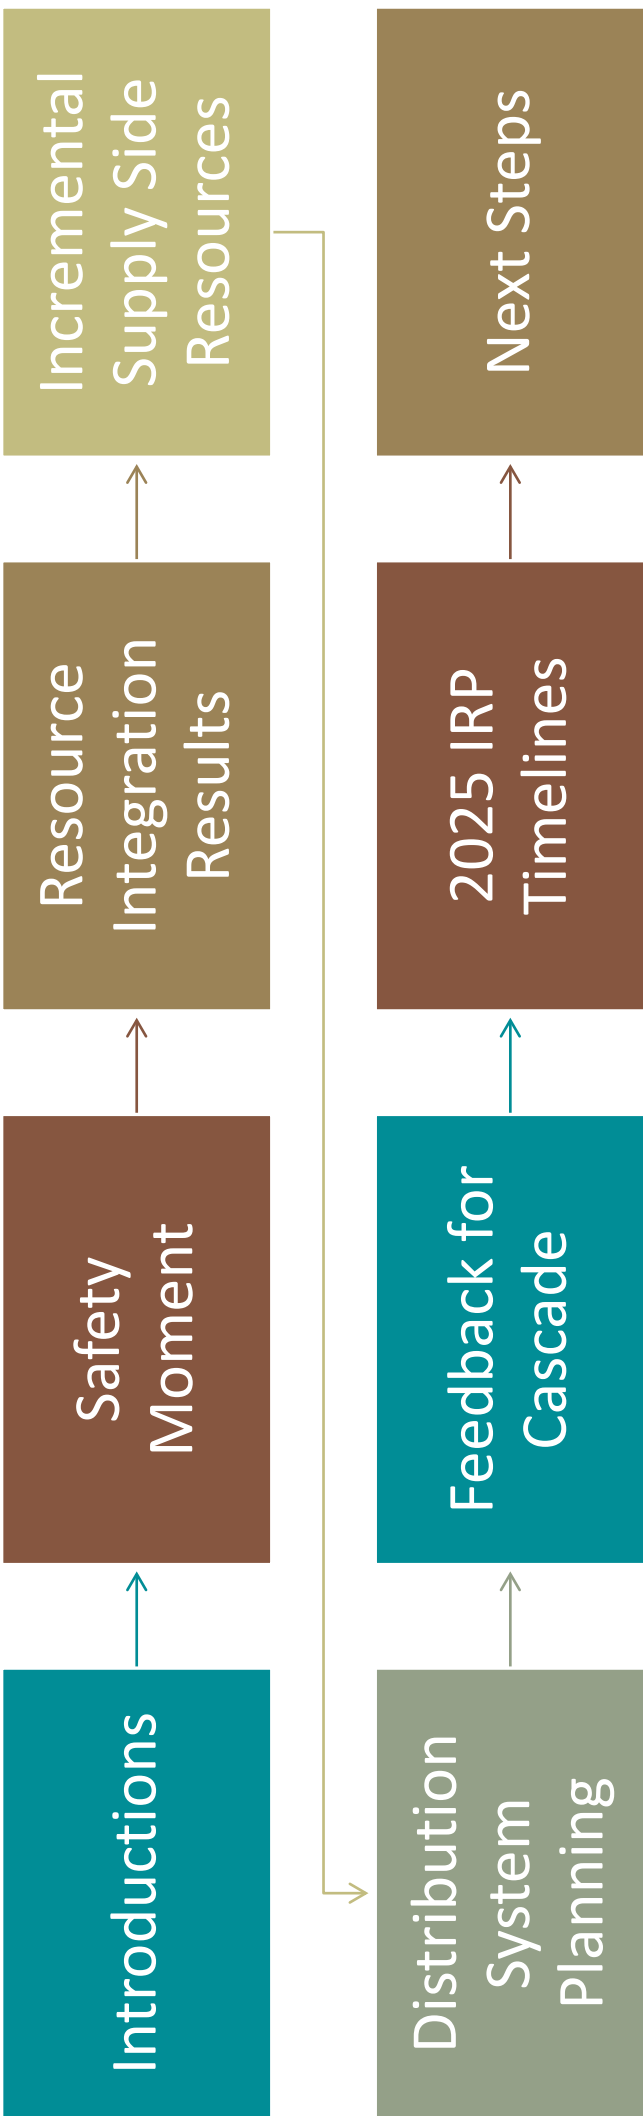 Introductions
Safety
Moment
Resource
Integration
Results
Incremental
Supply Side
Resources
Distribution
System
Planning
Feedback for
Cascade
2025 IRP
Timelines
Next Steps